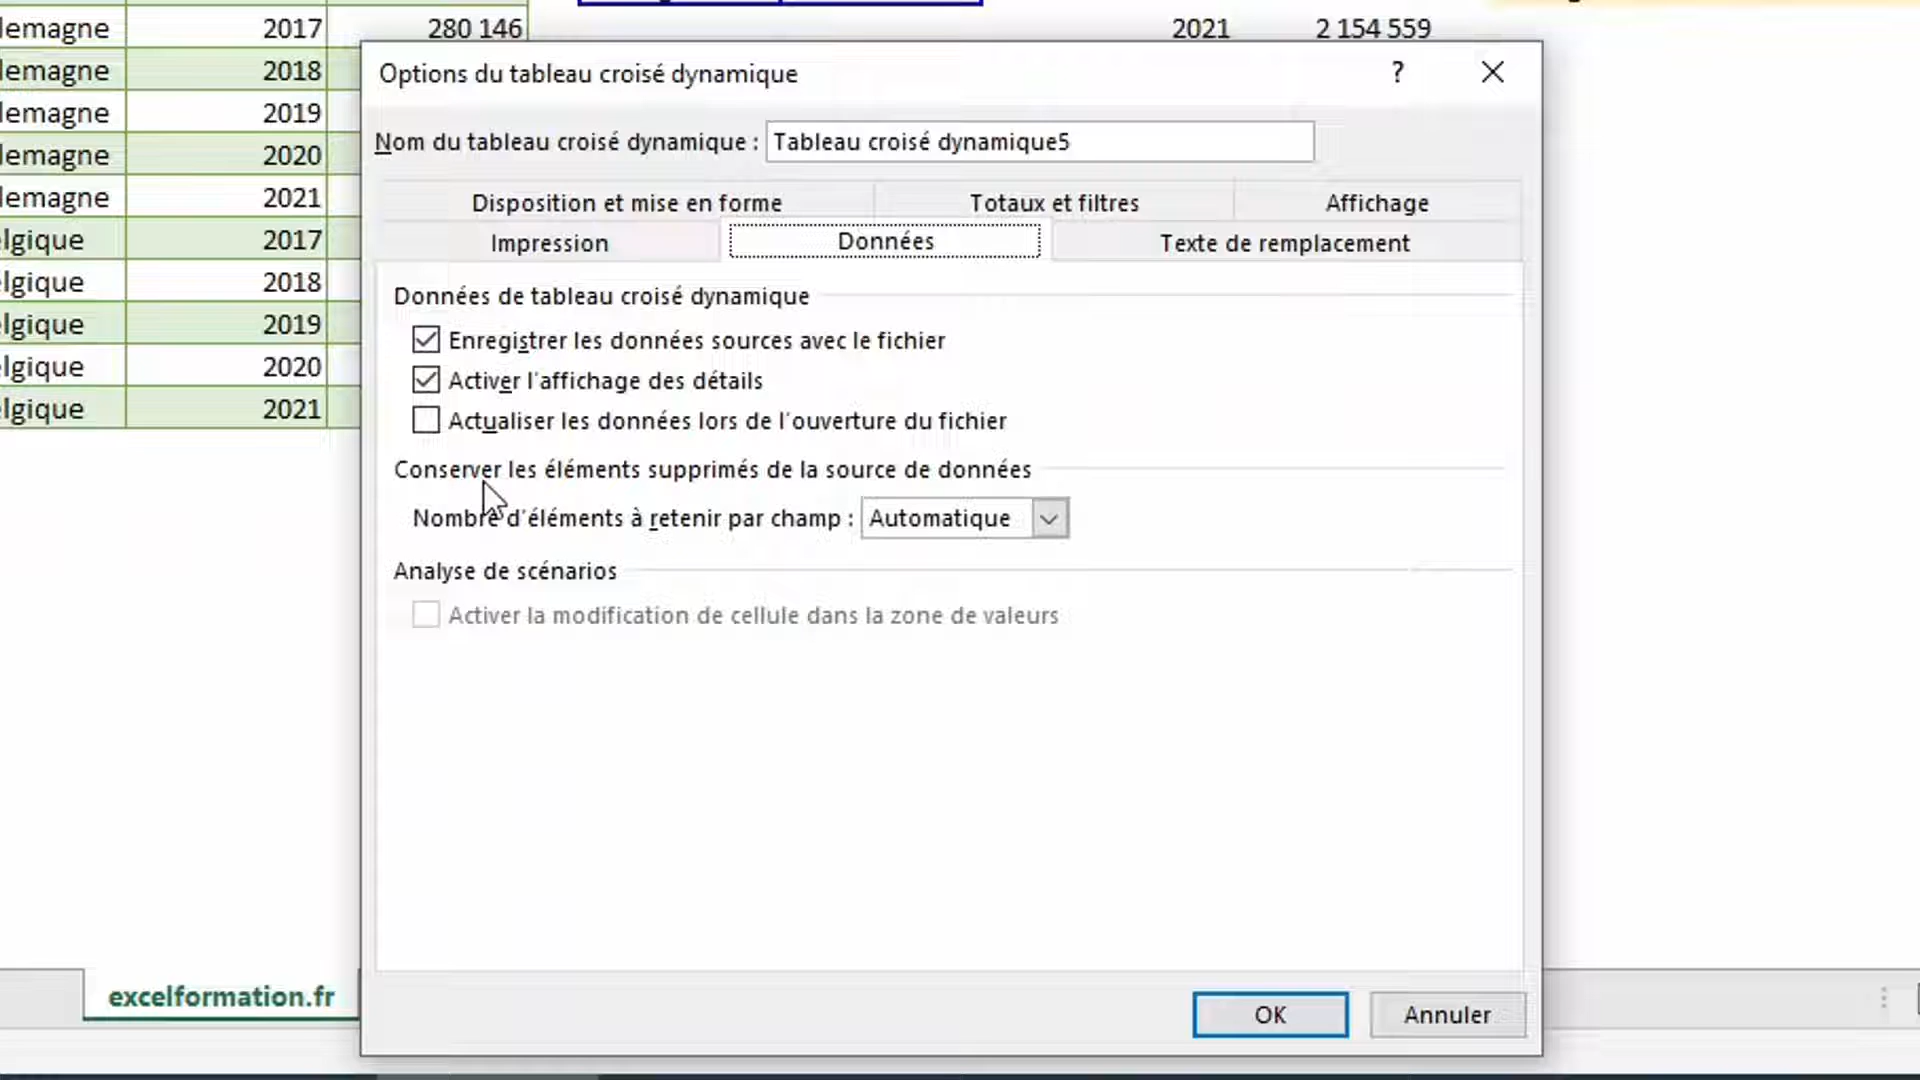 lemagne 2017 280 146 2021 2 154 559
lemagne 2018
lemagne 2019
lemagne 2020
lemagne 2021
lgique 2017
lgique 2018
lgique 2019
lgique 2020
lgique 2021
Options du tableau croisé dynamique ?
Nom du tableau croisé dynamique : Tableau croisé dynamique5
Disposition et mise en forme Totaux et filtres Affichage
Impression Données Texte de remplacement
Données de tableau croisé dynamique
Enregistrer les données sources avec le fichier
Activer l'affichage des détails
Actualiser les données lors de l'ouverture du fichier
Conserver les éléments supprimés de la source de données
Nombre d'éléments à retenir par champ : Automatique
Analyse de scénarios
Activer la modification de cellule dans la zone de valeurs
OK Annuler
excelformation.fr